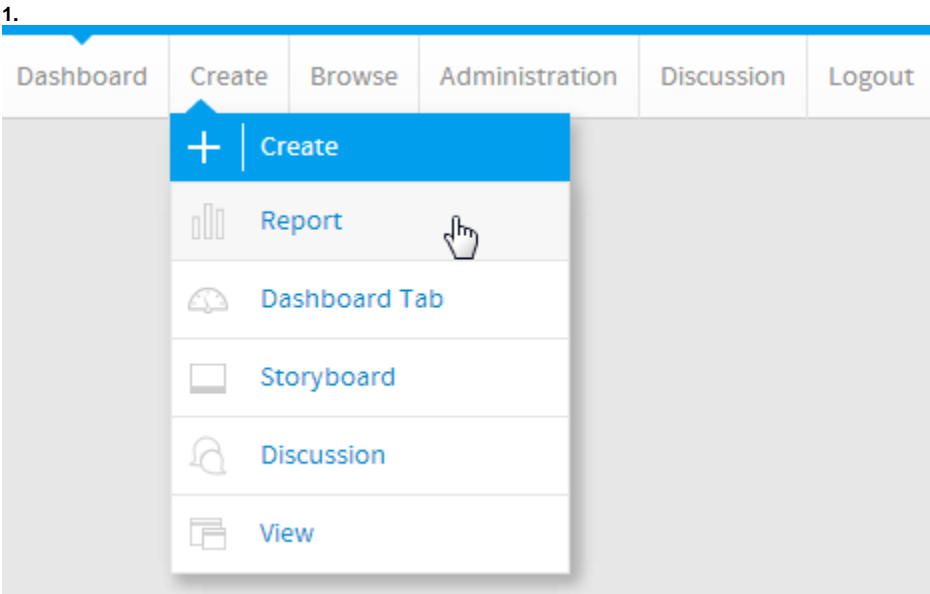 1.
Dashboard Create Browse Administration Discussion Logout
Create
Report
Dashboard Tab
Storyboard
Discussion
View